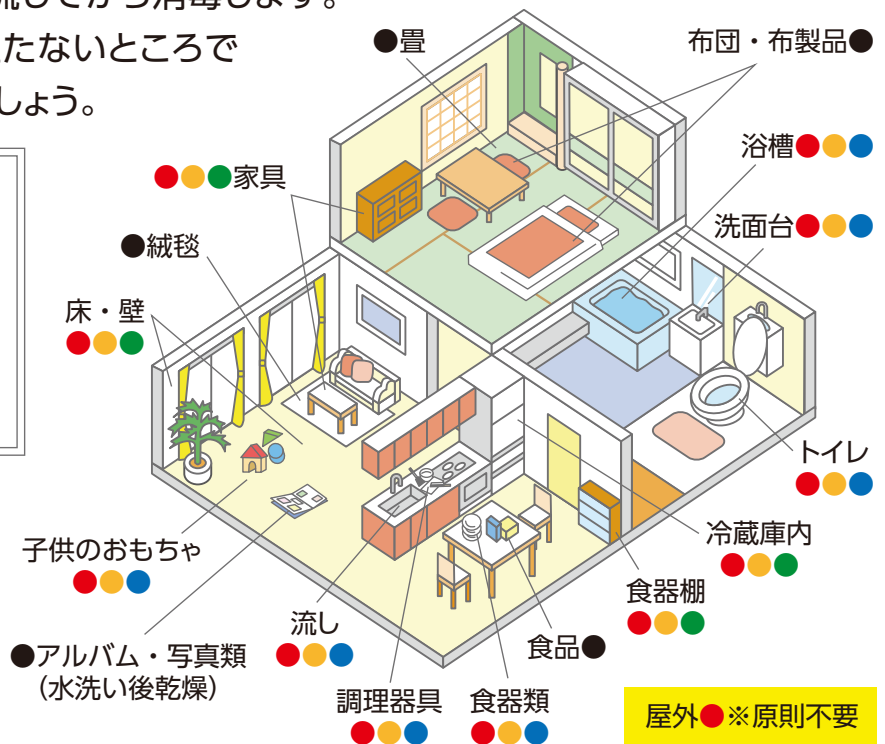 流してから消毒します。
たないところで
しょう。
●畳
布団・布製品●
浴槽●●●
●●●家具
洗面台●●●
●絨毯
床・壁
●●●
トイレ
●●●
冷蔵庫内
●●●
子供のおもちゃ
●●●
食器棚
●●●
流し
●●●
食品●
●アルバム・写真類
（水洗い後乾燥）
調理器具
●●●
食器類
●●●
屋外●※原則不要